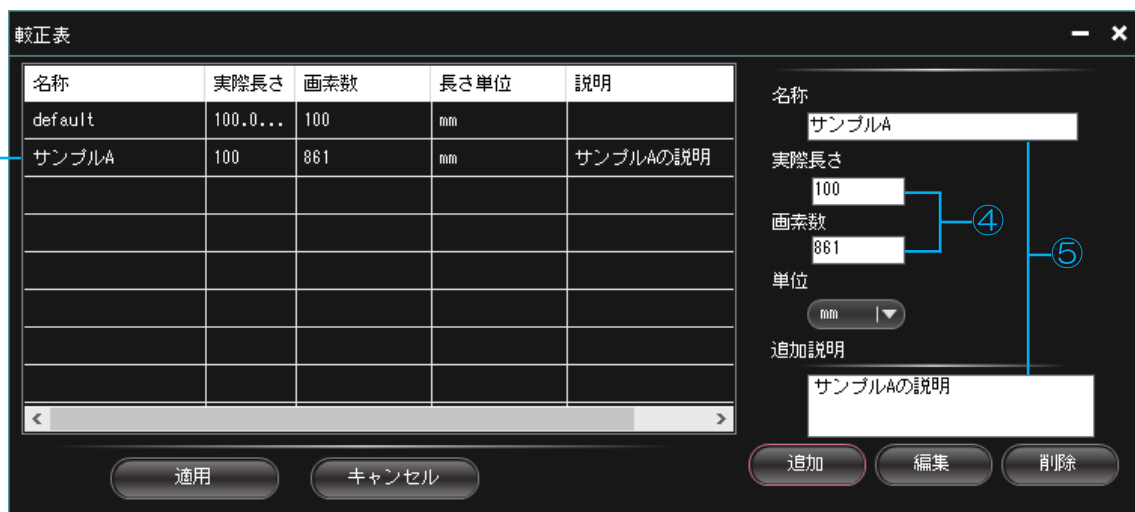 較正表
名称 実際長さ 画素数 長さ単位 説明
default 100.0... 100 mm
サンプルA 100 861 mm サンプルAの説明
適用 キャンセル
名称
サンプルA
実際長さ
100
④
画素数
861
⑤
単位
mm
追加説明
サンプルAの説明
追加 編集 削除